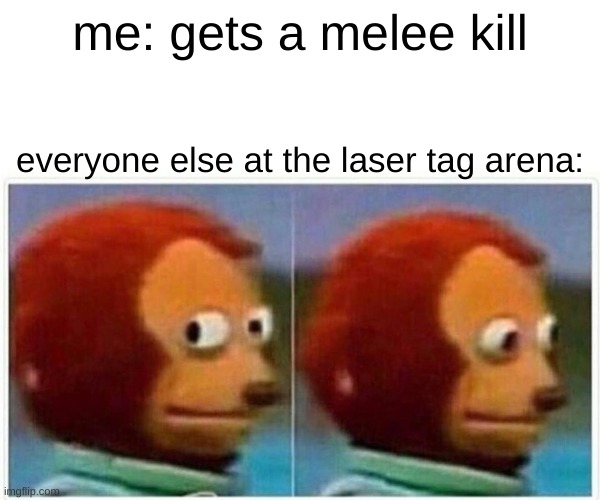 me: gets a melee kill
everyone else at the laser tag arena:
imgflip.com